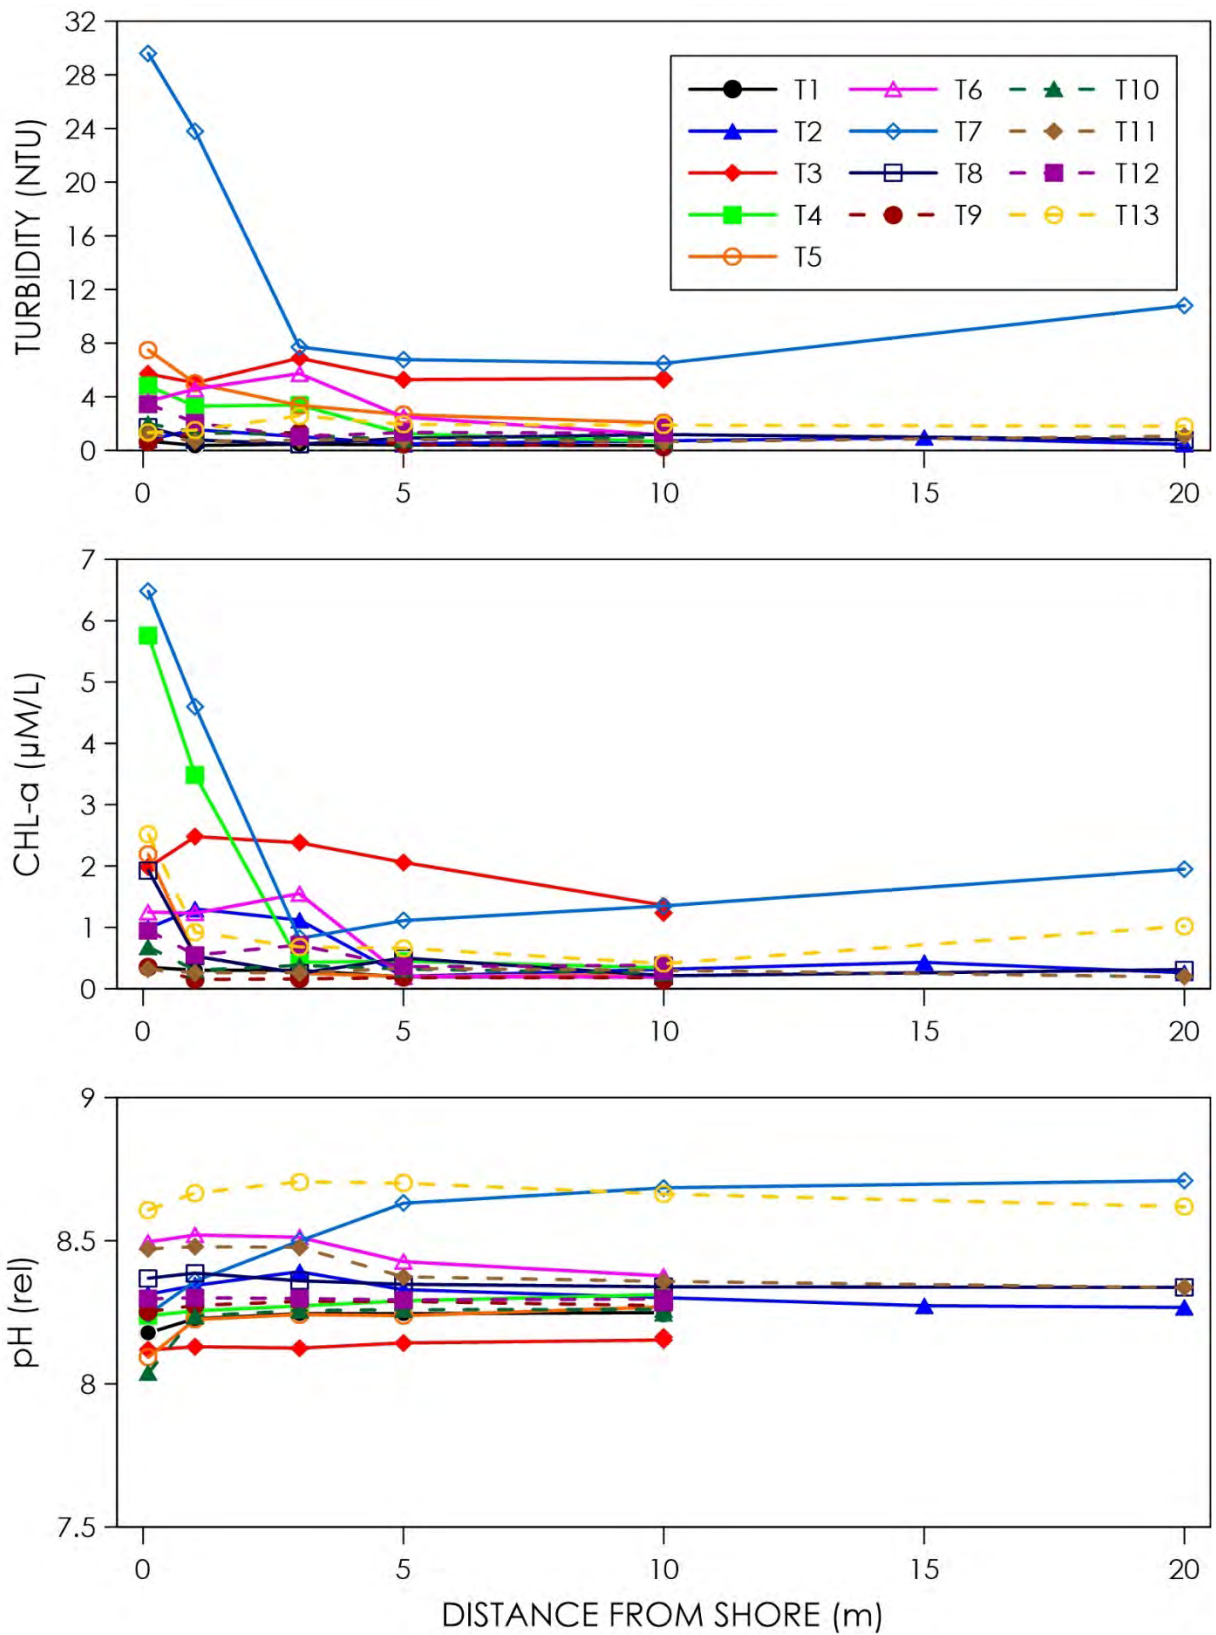 TURBIDITY (NTU)
32
28
24
20
16
12
8
4
0
T1 T6 T10
T2 T7 T11
T3 T8 T12
T4 T9 T13
T5
0 5 10 15 20
CHL-a (µM/L)
7
6
5
4
3
2
1
0
0 5 10 15 20
pH (rel)
9
8.5
8
7.5
0 5 10 15 20
DISTANCE FROM SHORE (m)